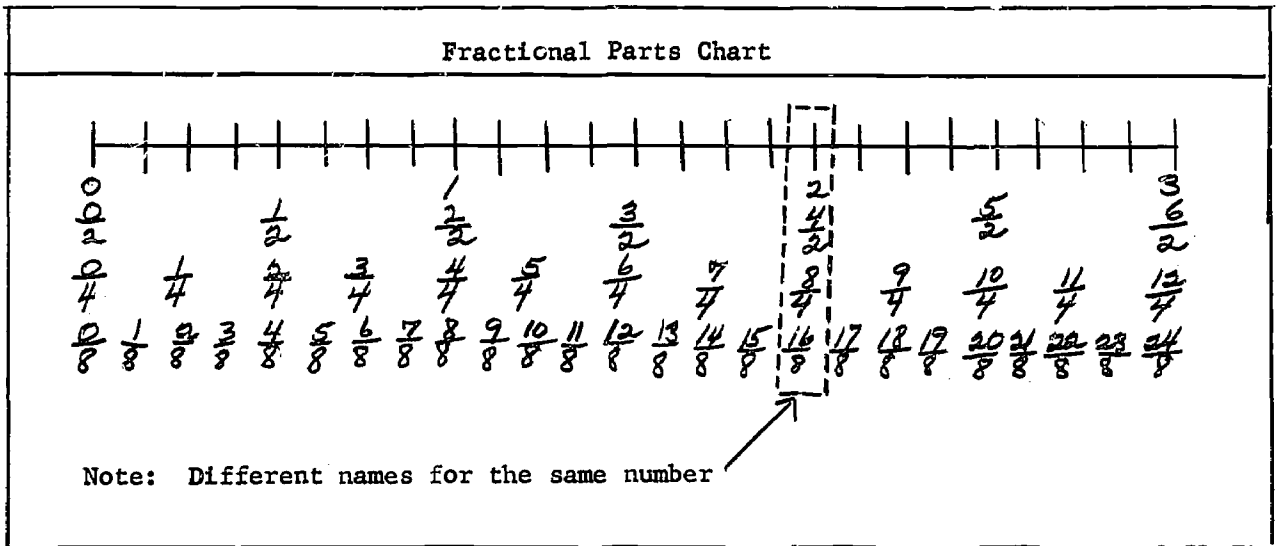 Fractional Parts Chart
0 1 2 3
0/2 1/2 2/2 3/2 4/2 5/2 6/2
0/4 1/4 2/4 3/4 4/4 5/4 6/4 7/4 8/4 9/4 10/4 11/4 12/4
0/8 1/8 2/8 3/8 4/8 5/8 6/8 7/8 8/8 9/8 10/8 11/8 12/8 13/8 14/8 15/8 16/8 17/8 18/8 19/8 20/8 21/8 22/8 23/8 24/8
Note: Different names for the same number